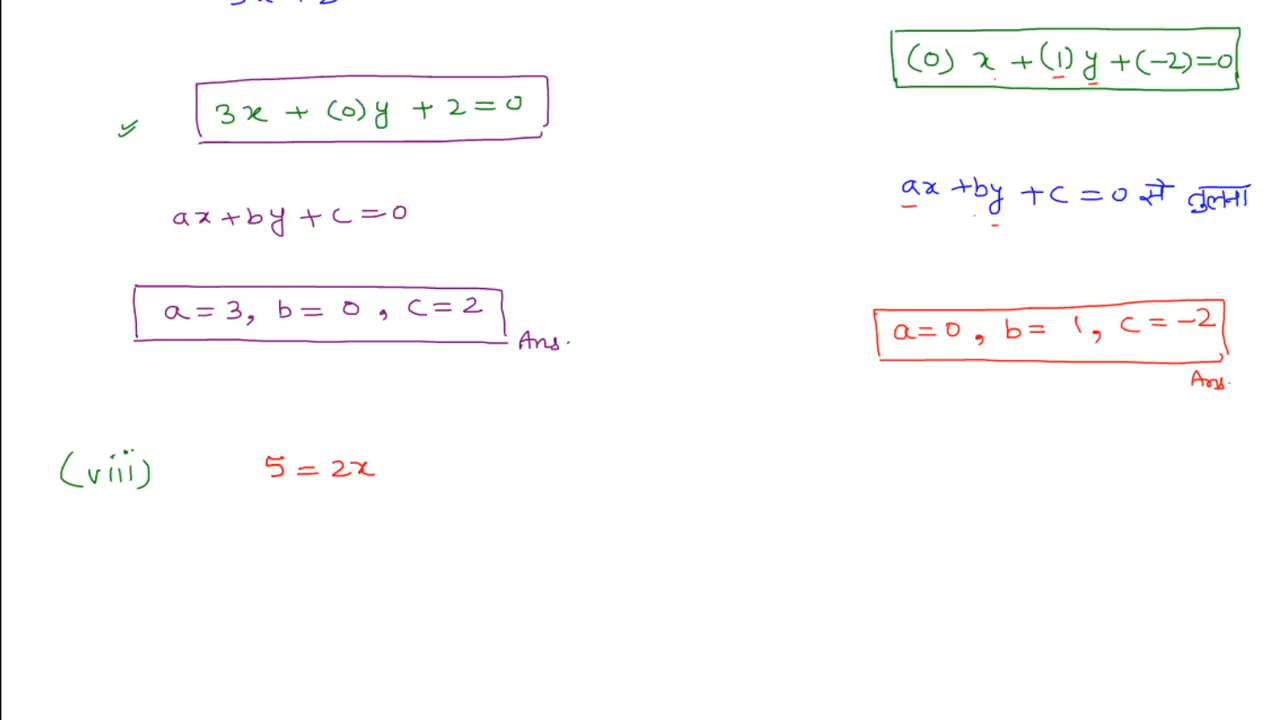 3x + (0)y + 2 = 0
ax + by + c = 0
a = 3, b = 0, c = 2
Ans.
(viii) 5 = 2x
(0) x + (1) y + (-2) = 0
ax + by + c = 0 से तुलना
a = 0, b = 1, c = -2
Ans.